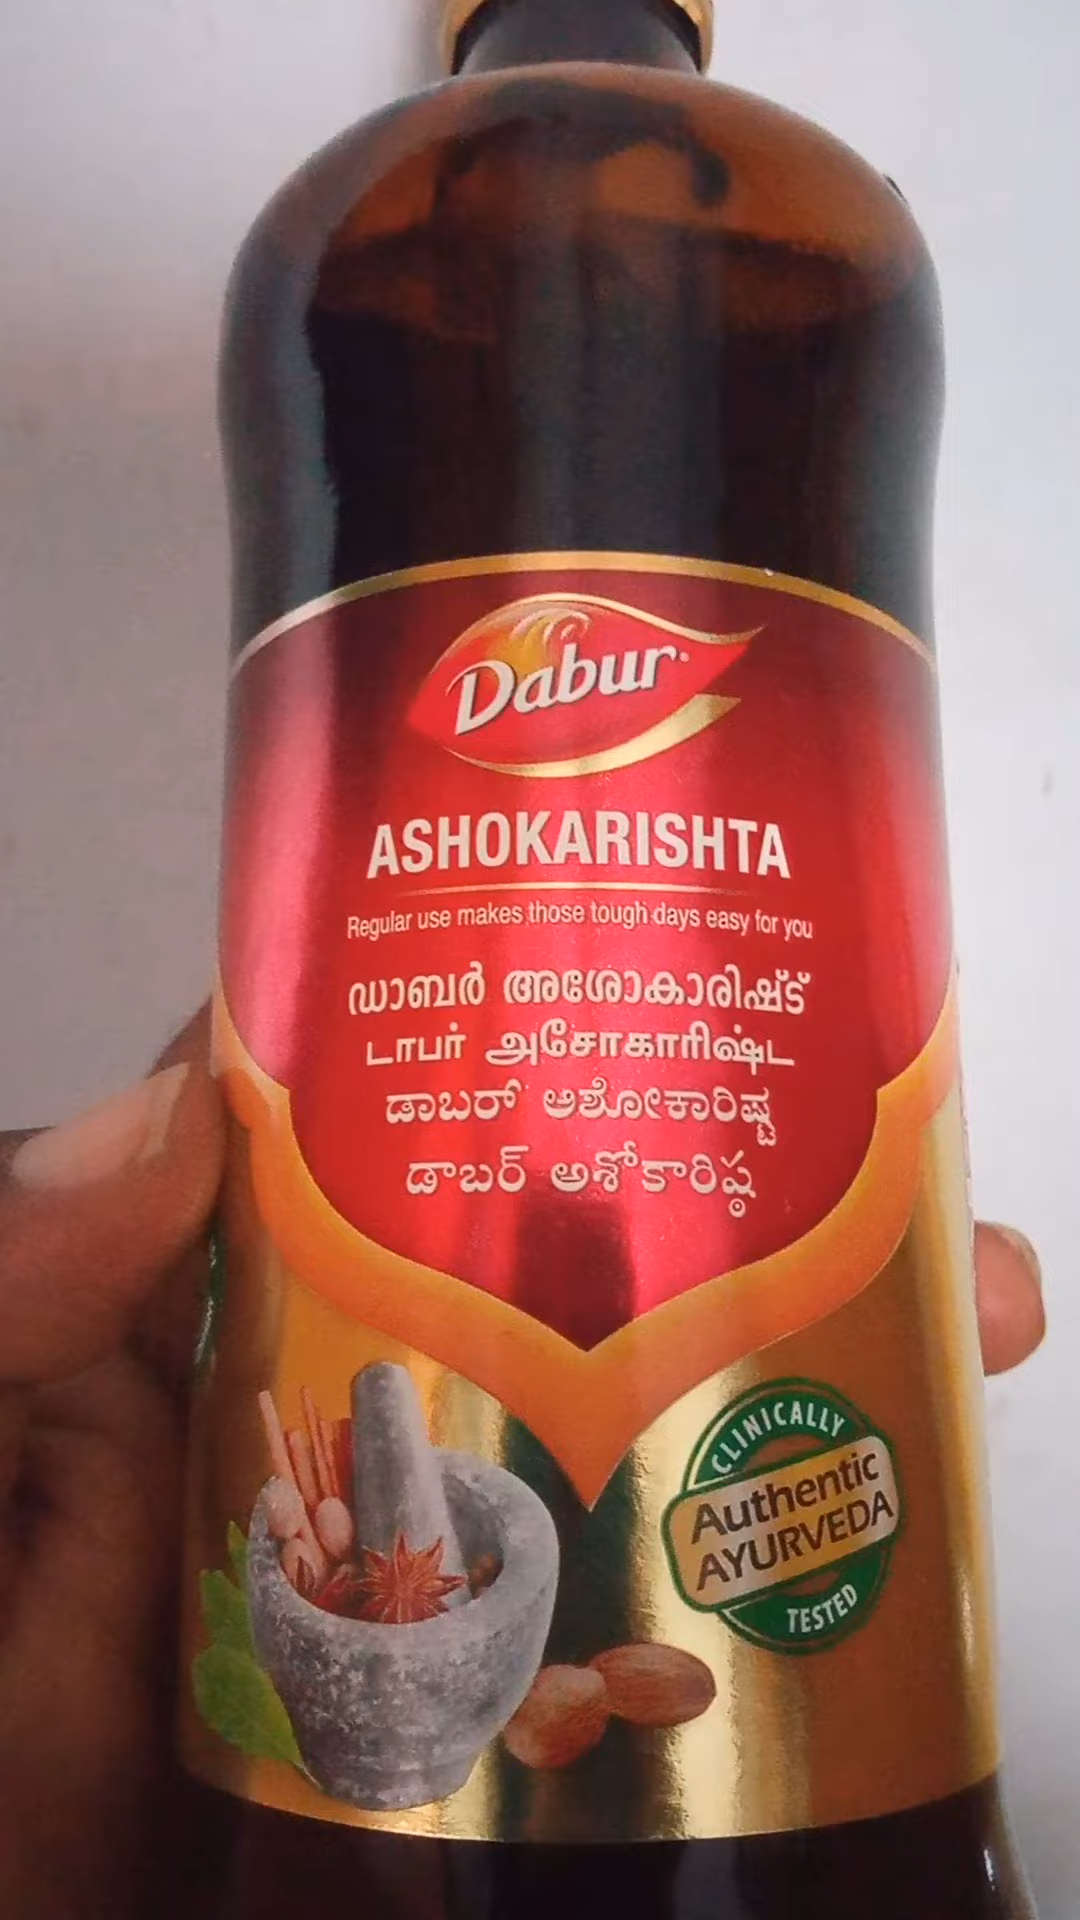 Dabur
ASHOKARISHTA
Regular use makes those tough days easy for you
ഡാബർ അശോകാരിഷ്ട്
டாபர் அசோகாரிஷ்ட
ಡಾಬರ್ ಅಶೋಕಾರಿಷ್ಟ
డాబర్ అశోకారిష్ఠ
CLINICALLY
Authentic
AYURVEDA
TESTED